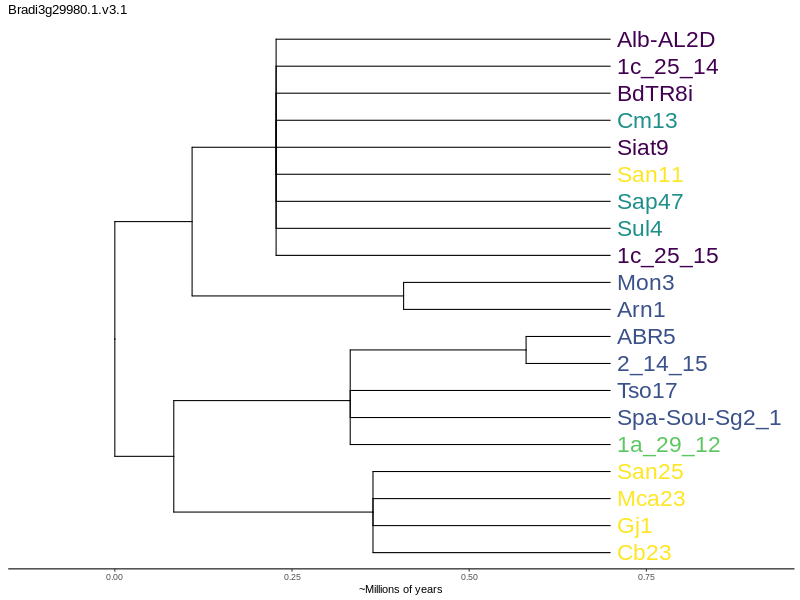 Bradi3g29980.1.v3.1
Alb-AL2D
1c_25_14
BdTR8i
Cm13
Siat9
San11
Sap47
Sul4
1c_25_15
Mon3
Arn1
ABR5
2_14_15
Tso17
Spa-Sou-Sg2_1
1a_29_12
San25
Mca23
Gj1
Cb23
0.00 0.25 0.50 0.75
~Millions of years